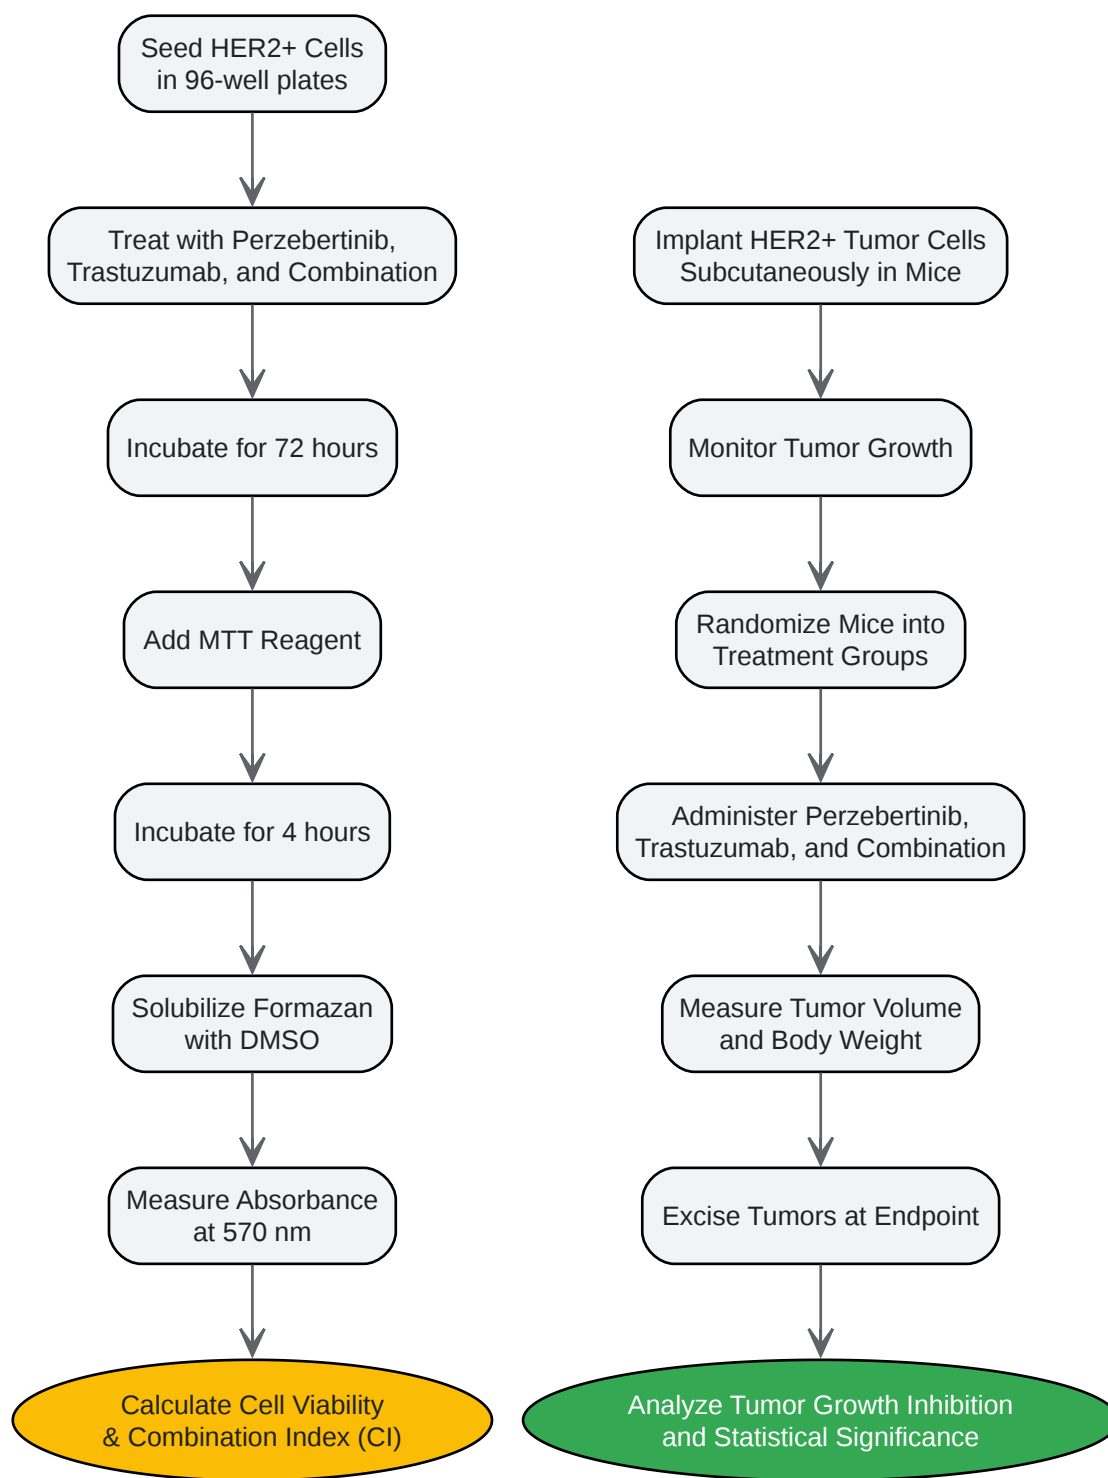 Seed HER2+ Cells
in 96-well plates
Treat with Perzebertinib,
Trastuzumab, and Combination
Incubate for 72 hours
Add MTT Reagent
Incubate for 4 hours
Solubilize Formazan
with DMSO
Measure Absorbance
at 570 nm
Calculate Cell Viability
& Combination Index (CI)
Implant HER2+ Tumor Cells
Subcutaneously in Mice
Monitor Tumor Growth
Randomize Mice into
Treatment Groups
Administer Perzebertinib,
Trastuzumab, and Combination
Measure Tumor Volume
and Body Weight
Excise Tumors at Endpoint
Analyze Tumor Growth Inhibition
and Statistical Significance